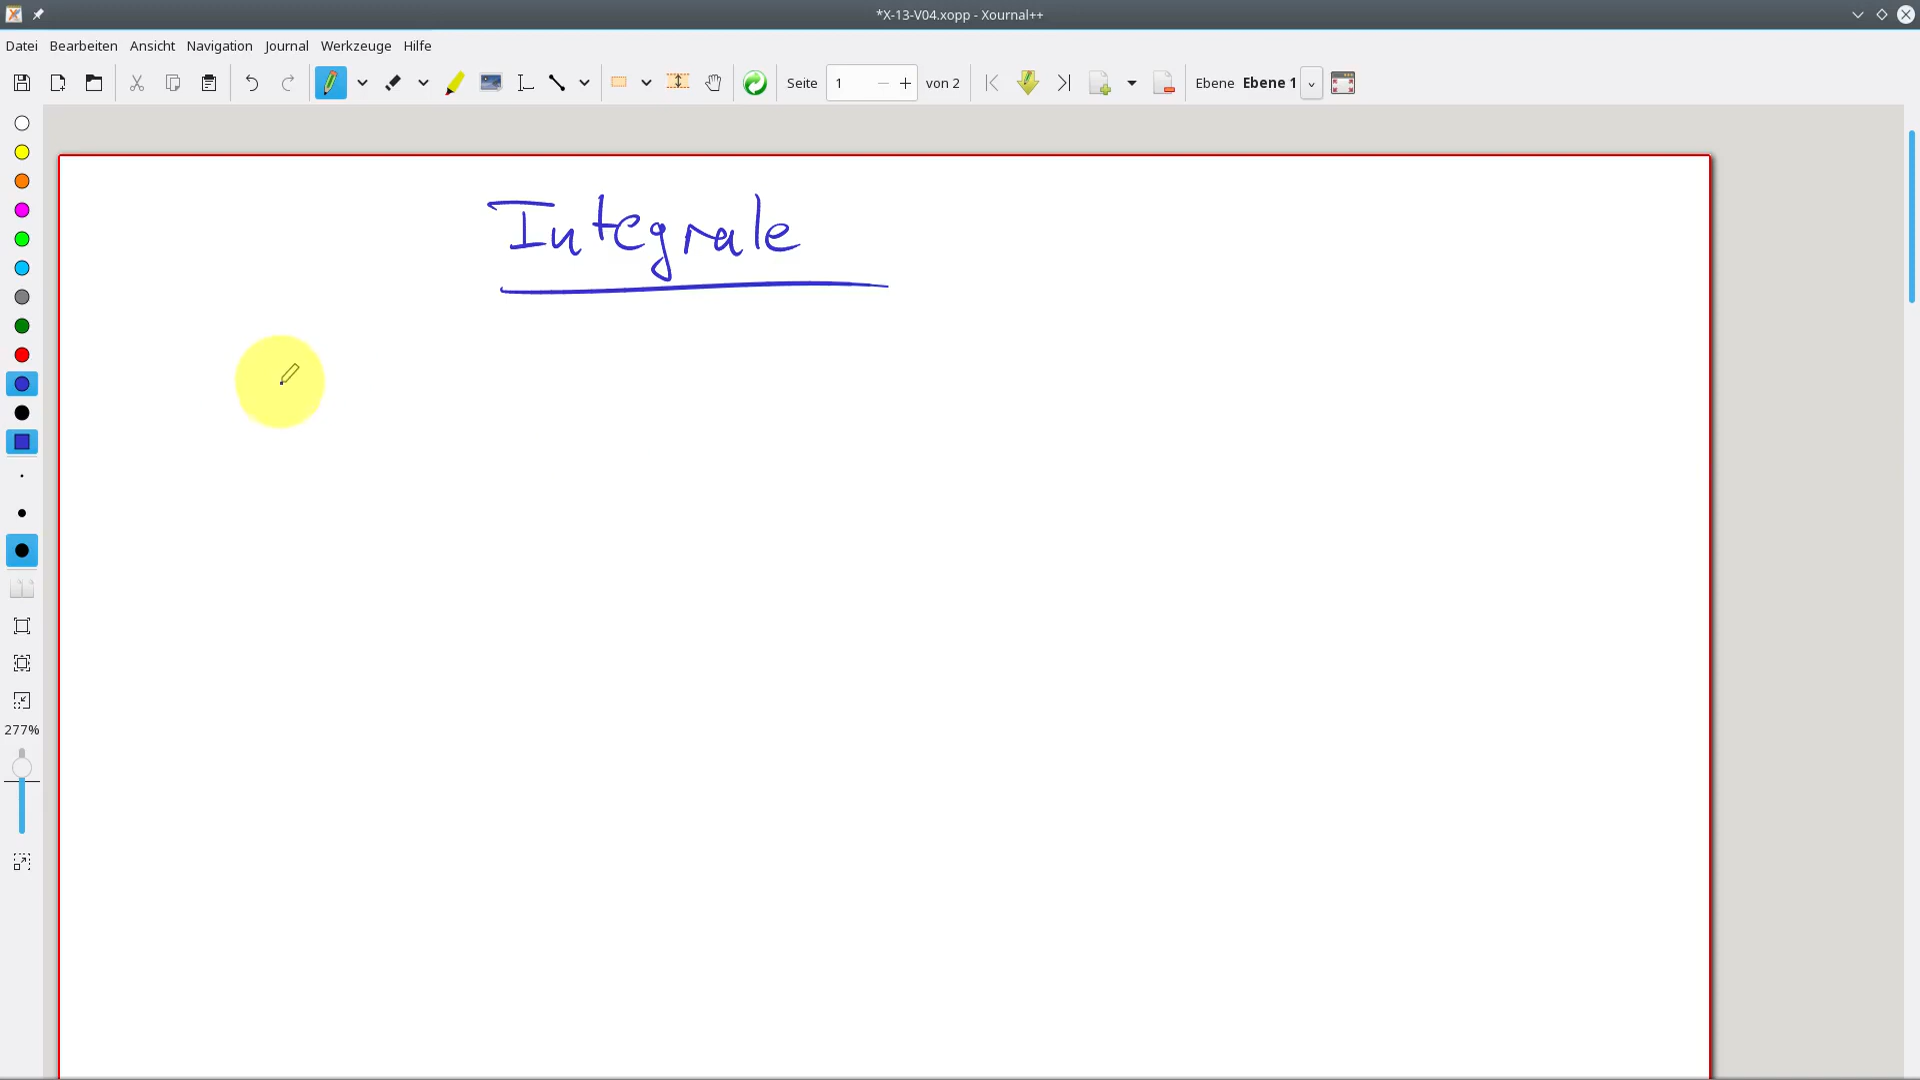 *X-13-V04.xopp - Xournal++
Datei Bearbeiten Ansicht Navigation Journal Werkzeuge Hilfe
Seite 1 von 2 Ebene Ebene 1
Integrale
277%